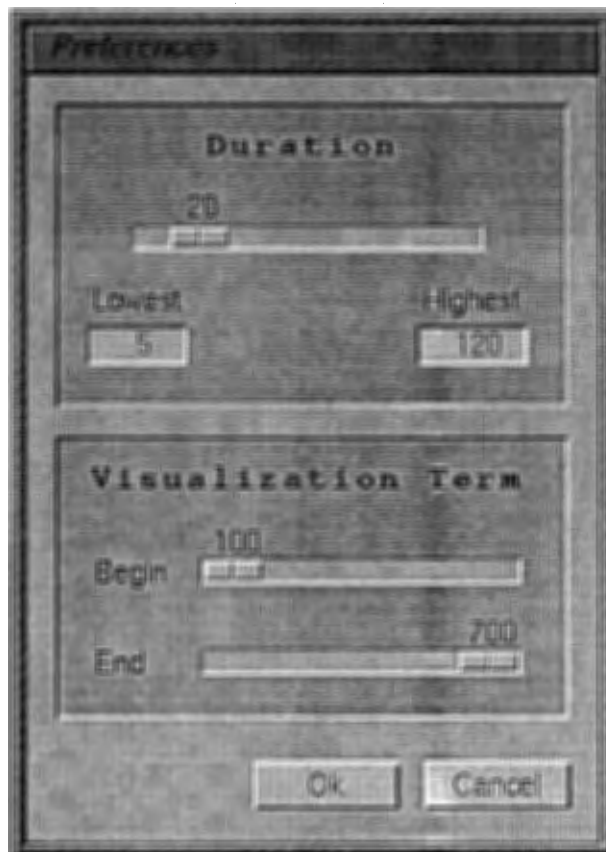 Preferences
Duration
20
Lowest Highest
5 120
Visualization Term
100
Begin
700
End
Ok Cancel